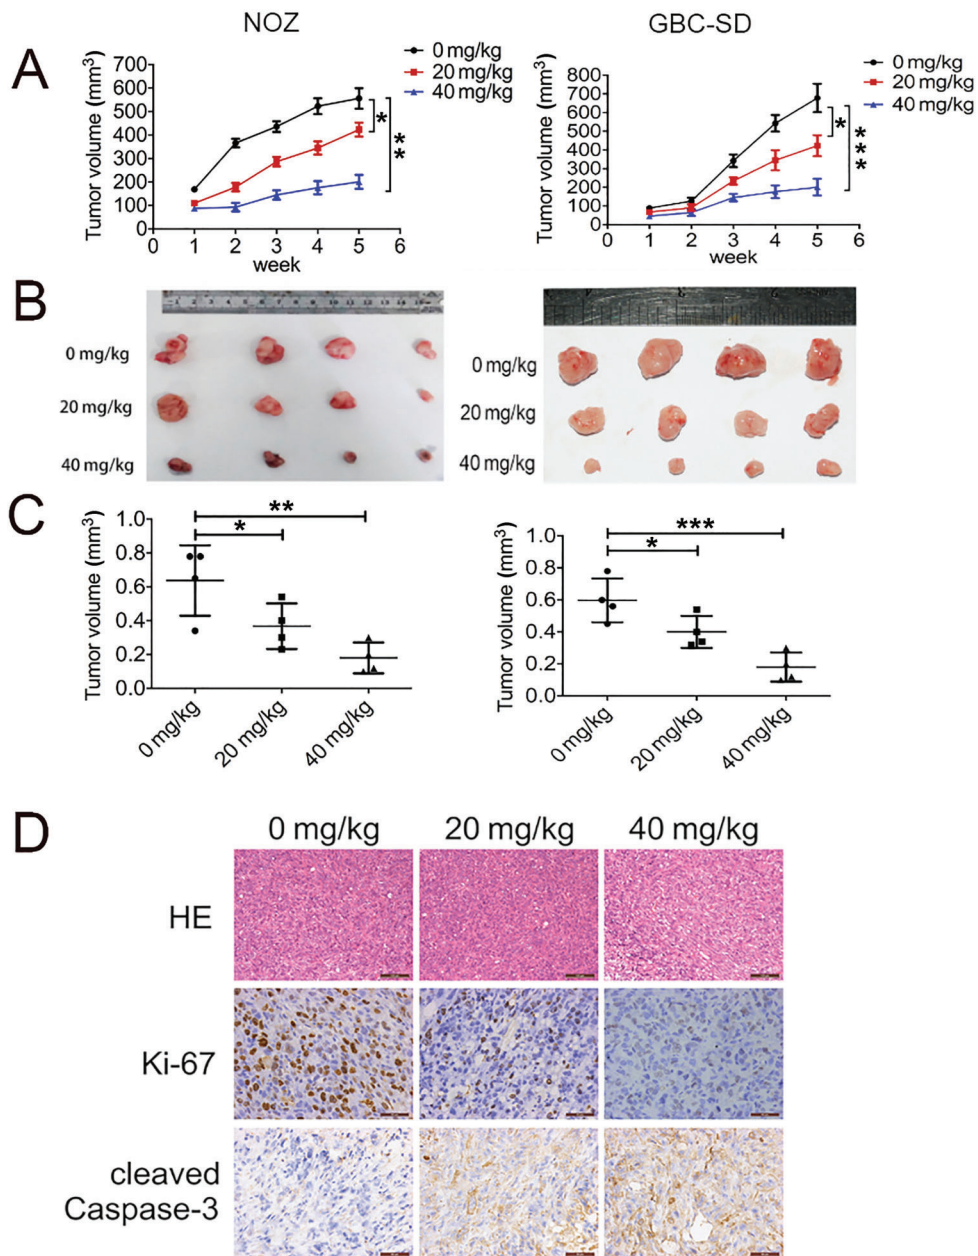 NOZ
GBC-SD
A
0 mg/kg
20 mg/kg
40 mg/kg
Tumor volume (mm³)
700
600
500
400
300
200
100
0
0 1 2 3 4 5 6
week
*
**
0 mg/kg
20 mg/kg
40 mg/kg
Tumor volume (mm³)
800
700
600
500
400
300
200
100
0
0 1 2 3 4 5 6
week
*
***
B
0 mg/kg
20 mg/kg
40 mg/kg
0 mg/kg
20 mg/kg
40 mg/kg
C
Tumor volume (mm³)
1.0
0.8
0.6
0.4
0.2
0.0
**
*
0 mg/kg
20 mg/kg
40 mg/kg
Tumor volume (mm³)
1.0
0.8
0.6
0.4
0.2
0.0
***
*
0 mg/kg
20 mg/kg
40 mg/kg
D
0 mg/kg 20 mg/kg 40 mg/kg
HE
Ki-67
cleaved
Caspase-3